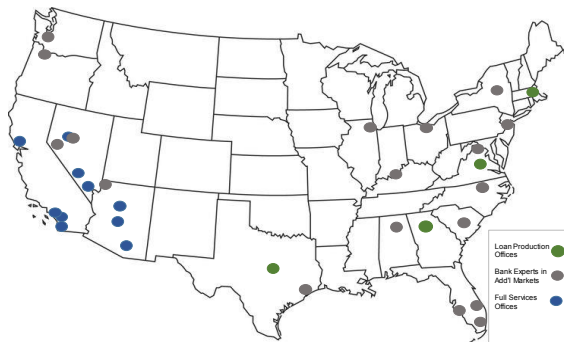 Loan Production
Offices
Bank Experts in
Add'l Markets
Full Services
Offices